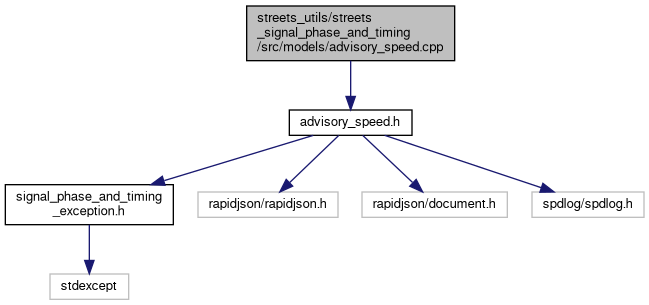 streets_utils/streets
_signal_phase_and_timing
/src/models/advisory_speed.cpp
advisory_speed.h
signal_phase_and_timing
_exception.h
rapidjson/rapidjson.h
rapidjson/document.h
spdlog/spdlog.h
stdexcept